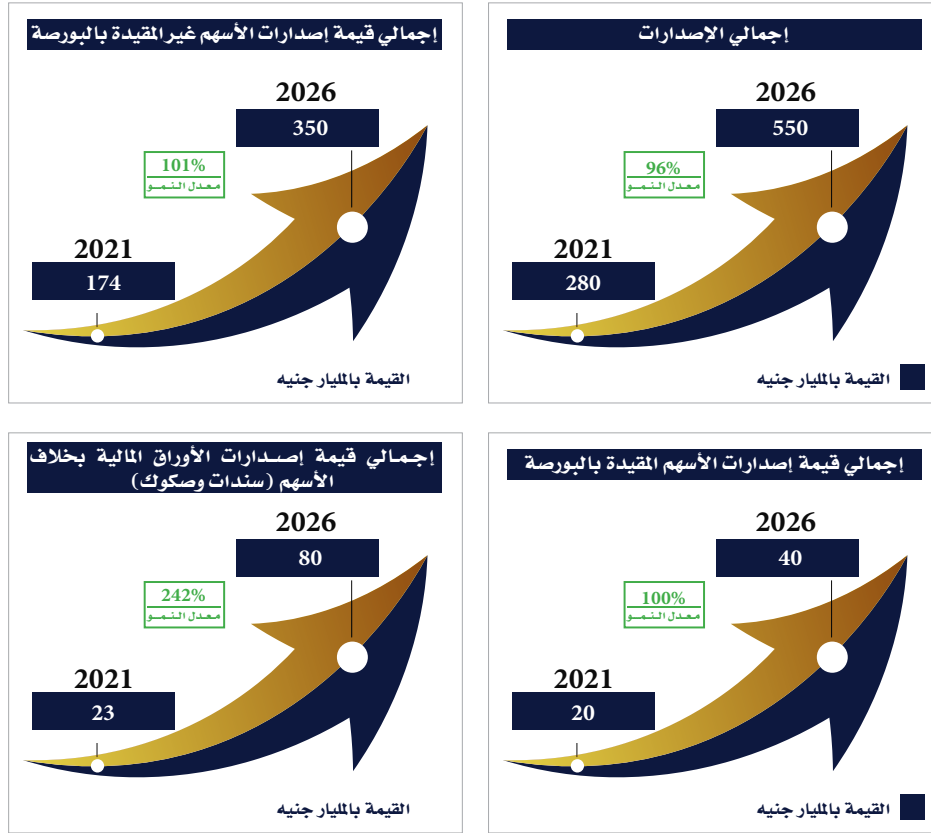 إجمالي الإصدارات
2026
550
96%
معدل النمو
2021
280
القيمة بالمليار جنيه
إجمالي قيمة إصدارات الأسهم غير المقيدة بالبورصة
2026
350
101%
معدل النمو
2021
174
القيمة بالمليار جنيه
إجمالي قيمة إصدارات الأسهم المقيدة بالبورصة
2026
40
100%
معدل النمو
2021
20
القيمة بالمليار جنيه
إجمالي قيمة إصدارات الأوراق المالية بخلاف
الأسهم (سندات وصكوك)
2026
80
242%
معدل النمو
2021
23
القيمة بالمليار جنيه